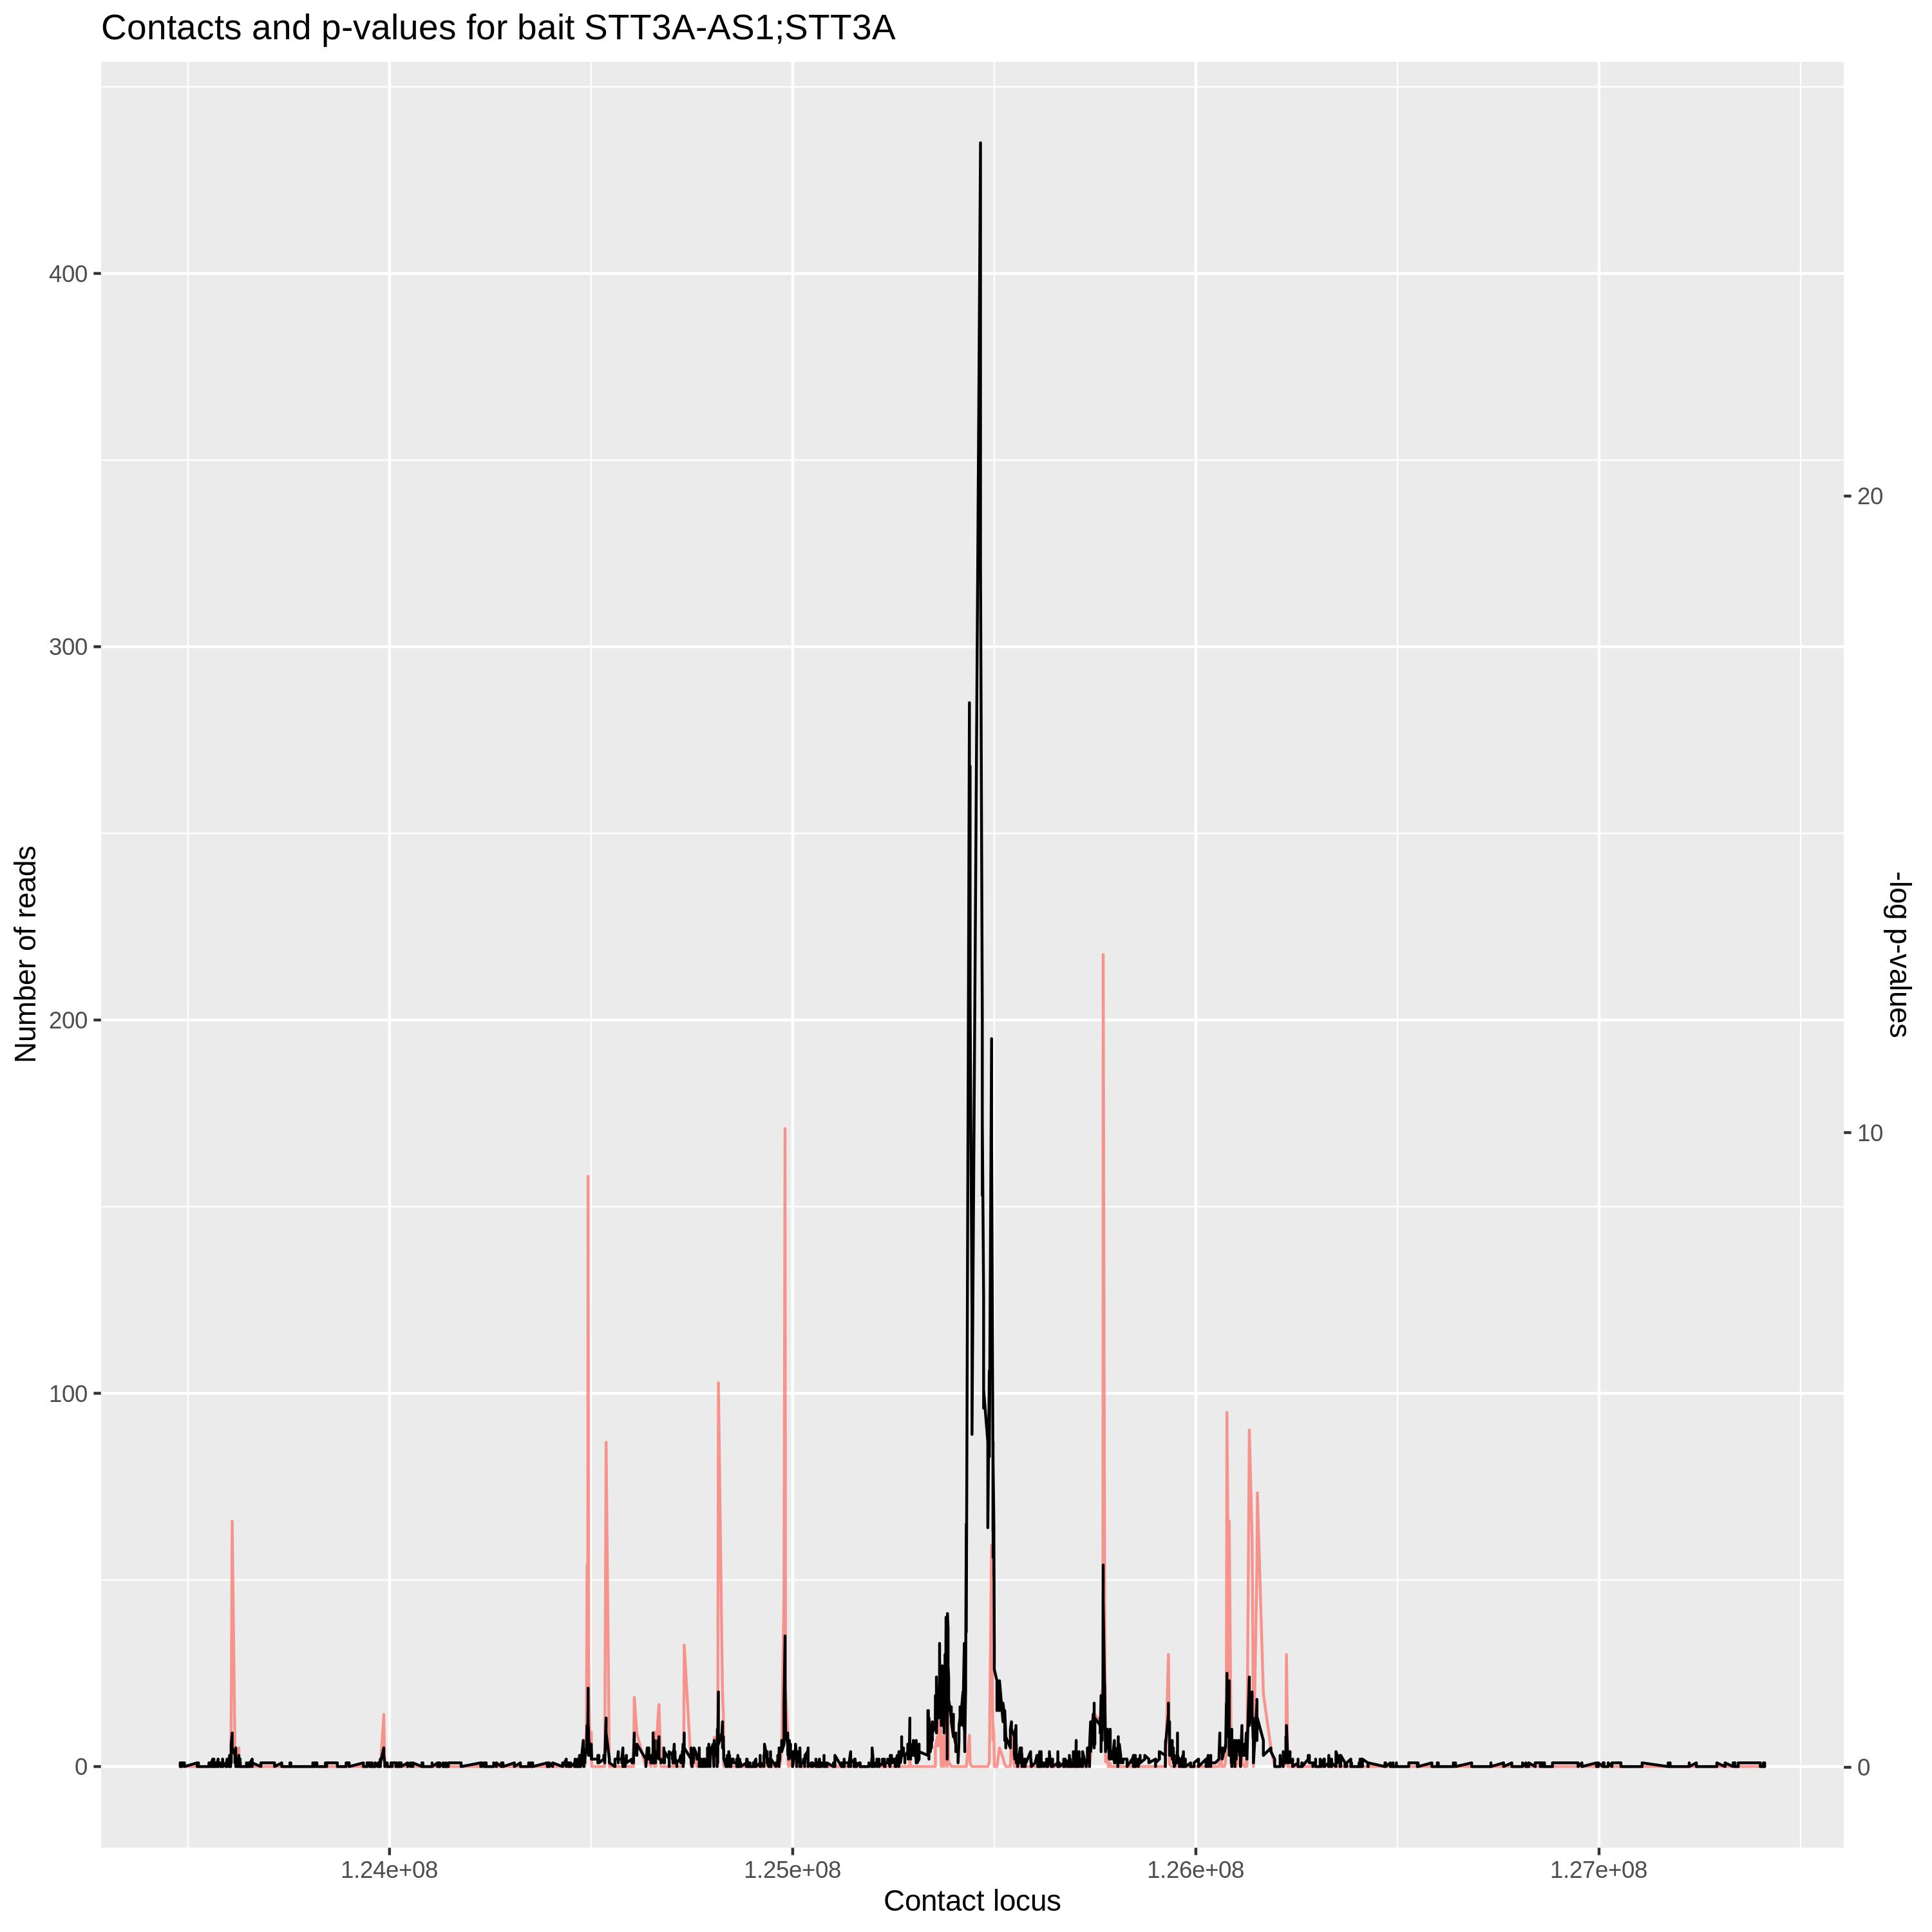 Contacts and p-values for bait STT3A-AS1;STT3A
Number of reads
400
300
200
100
0
20
10
0
-log p-values
1.24e+08
1.25e+08
1.26e+08
1.27e+08
Contact locus